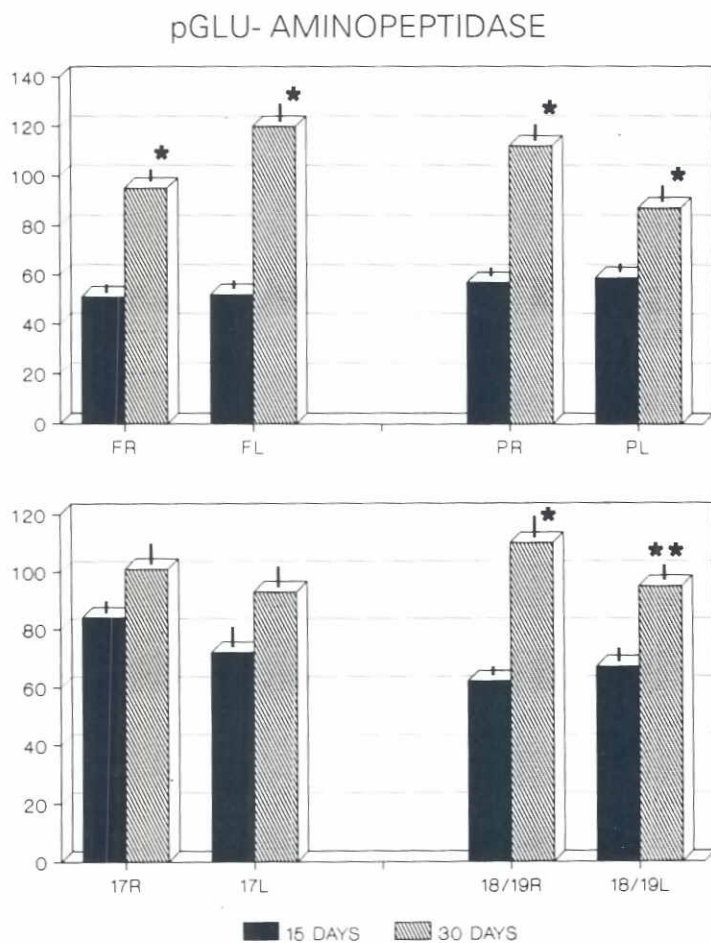 pGLU- AMINOPEPTIDASE
140
120
100
80
60
40
20
0
★
★
★
★
FR
FL
PR
PL
120
100
80
60
40
20
0
★
★★
17R
17L
18/19R
18/19L
15 DAYS
30 DAYS